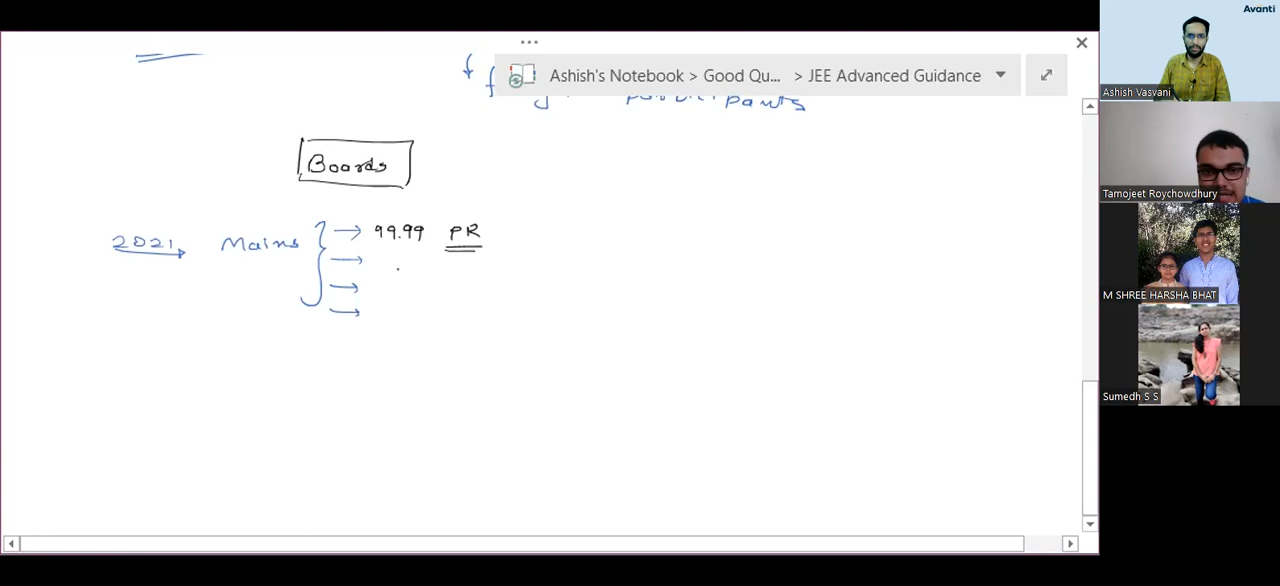 Avanti
Ashish's Notebook > Good Qu... > JEE Advanced Guidance
Ashish Vasvani
participants
Boards
Tamojeet Roychowdhury
2021 Mains 99.99 PR
M SHREE HARSHA BHAT
Sumedh S S